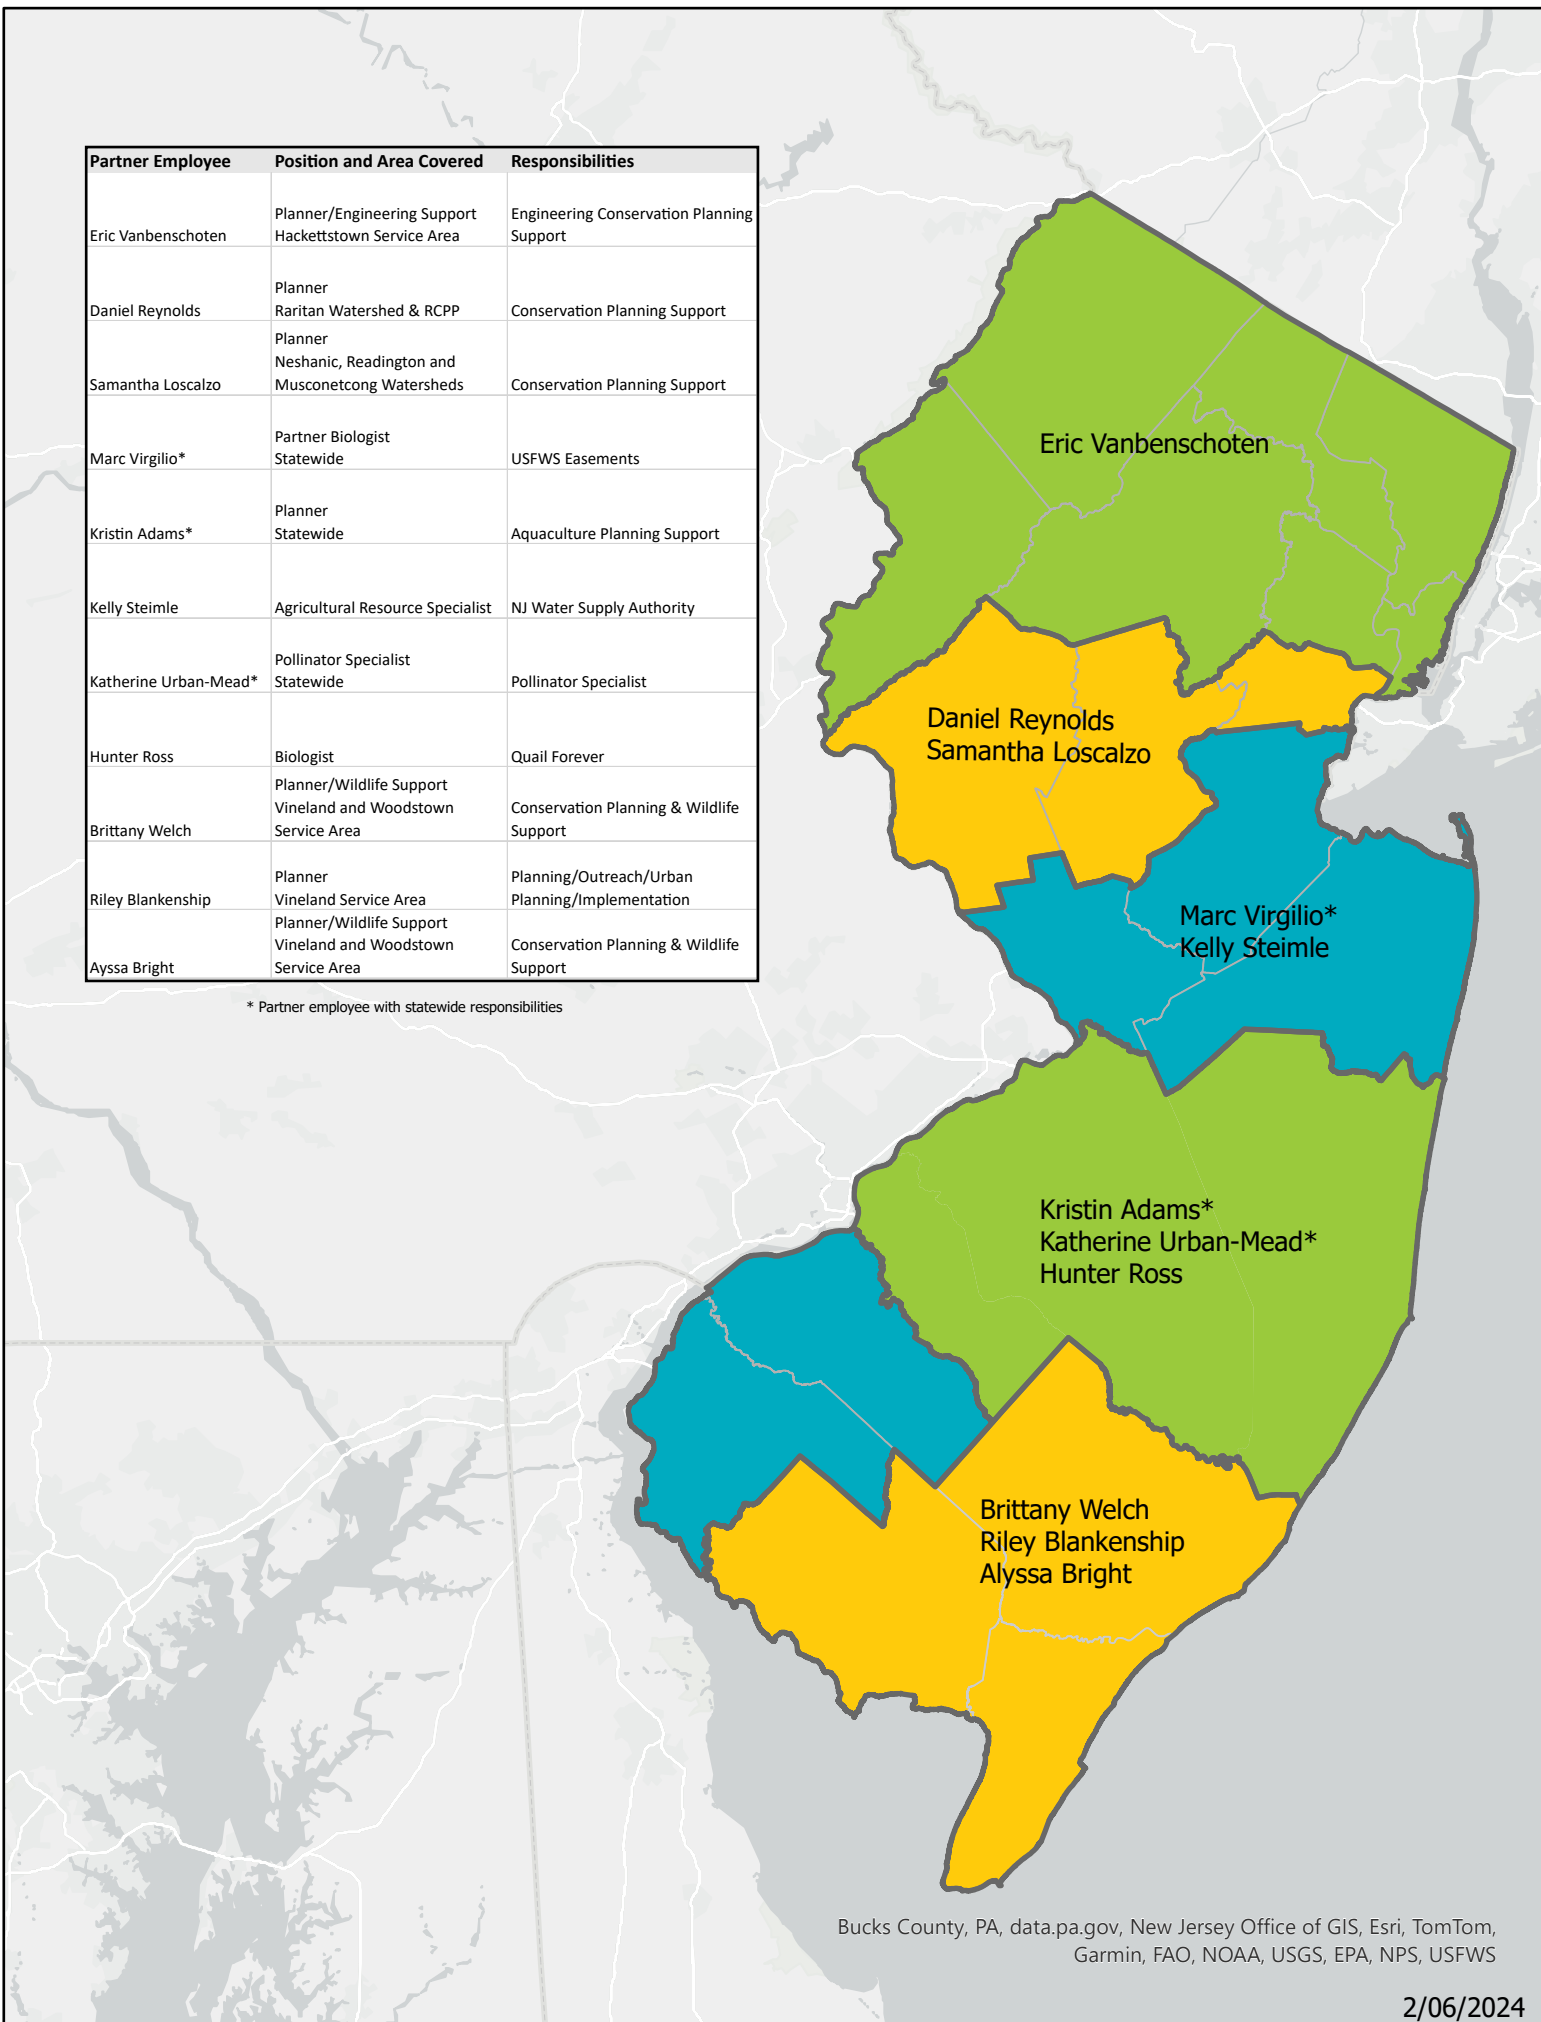 Partner Employee Position and Area Covered Responsibilities
Planner/Engineering Support Engineering Conservation Planning
Eric Vanbenschoten Hackettstown Service Area Support
Planner
Daniel Reynolds Raritan Watershed & RCPP Conservation Planning Support
Planner
Neshanic, Readington and
Samantha Loscalzo Musconetcong Watersheds Conservation Planning Support
Partner Biologist
Marc Virgilio* Statewide USFWS Easements
Planner
Kristin Adams* Statewide Aquaculture Planning Support
Kelly Steimle Agricultural Resource Specialist NJ Water Supply Authority
Pollinator Specialist
Katherine Urban-Mead* Statewide Pollinator Specialist
Hunter Ross Biologist Quail Forever
Planner/Wildlife Support
Vineland and Woodstown Conservation Planning & Wildlife
Brittany Welch Service Area Support
Planner Planning/Outreach/Urban
Riley Blankenship Vineland Service Area Planning/Implementation
Planner/Wildlife Support
Vineland and Woodstown Conservation Planning & Wildlife
Ayssa Bright Service Area Support
* Partner employee with statewide responsibilities
Eric Vanbenschoten
Daniel Reynolds
Samantha Loscalzo
Marc Virgilio*
Kelly Steimle
Kristin Adams*
Katherine Urban-Mead*
Hunter Ross
Brittany Welch
Riley Blankenship
Alyssa Bright
Bucks County, PA, data.pa.gov, New Jersey Office of GIS, Esri, TomTom,
Garmin, FAO, NOAA, USGS, EPA, NPS, USFWS
2/06/2024